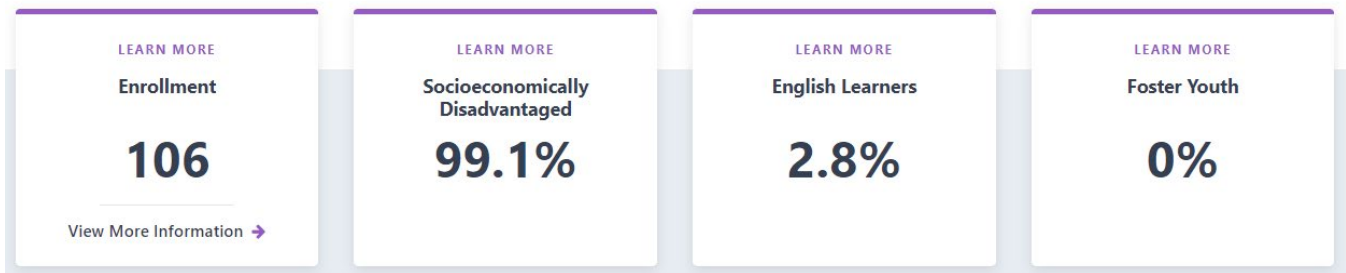 LEARN MORE
Enrollment
106
View More Information
LEARN MORE
Socioeconomically
Disadvantaged
99.1%
LEARN MORE
English Learners
2.8%
LEARN MORE
Foster Youth
0%